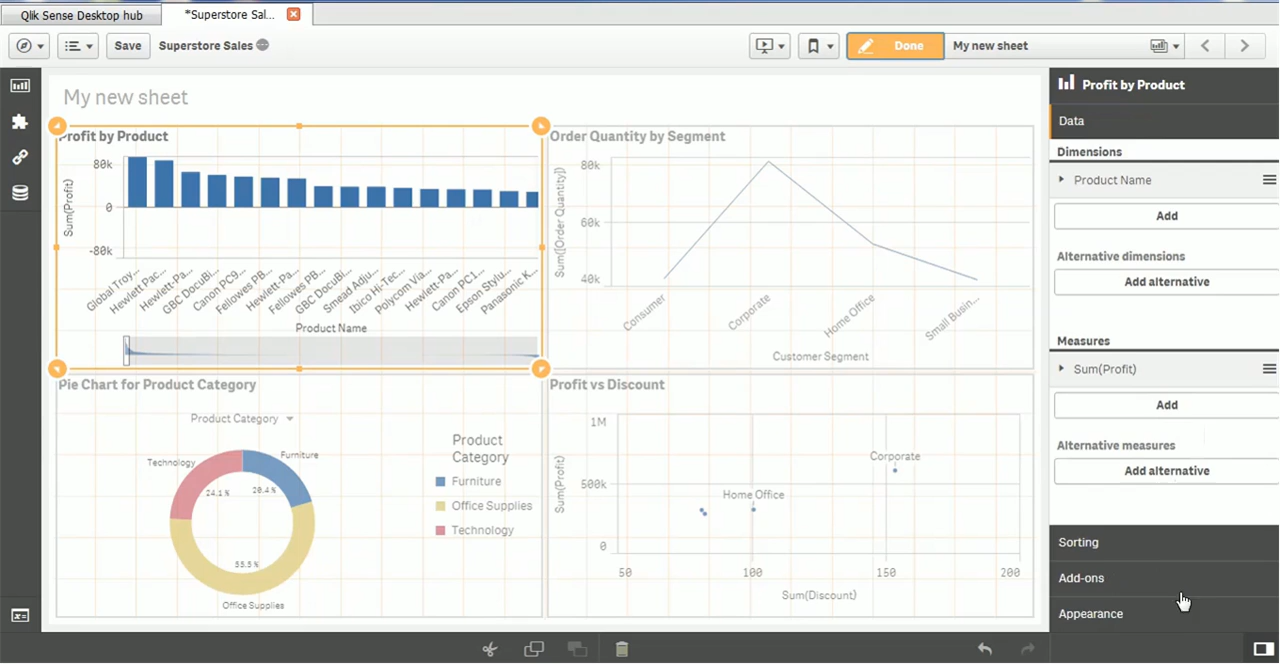 Qlik Sense Desktop hub
*Superstore Sal...
Save
Superstore Sales
Done
My new sheet
My new sheet
Profit by Product
Sum(Profit)
80k
0
-80k
Global Troy...
Hewlett Pac...
Hewlett-Pa...
GBC DocuBi...
Canon PC9...
Fellowes PB...
Hewlett-Pa...
Fellowes PB...
GBC DocuBi...
Smead Adju...
Ibico Hi-Tec...
Polycom Via...
Hewlett-Pa...
Canon PC1...
Epson Stylu...
Panasonic K...
Product Name
Order Quantity by Segment
Sum([Order Quantity])
80k
60k
40k
Consumer
Corporate
Home Office
Small Busin...
Customer Segment
Pie Chart for Product Category
Product Category
Technology
Furniture
24.1 %
20.4 %
55.5 %
Office Supplies
Product
Category
Furniture
Office Supplies
Technology
Profit vs Discount
Sum(Profit)
1M
500k
0
Corporate
Home Office
50
100
150
200
Sum(Discount)
Profit by Product
Data
Dimensions
Product Name
Add
Alternative dimensions
Add alternative
Measures
Sum(Profit)
Add
Alternative measures
Add alternative
Sorting
Add-ons
Appearance